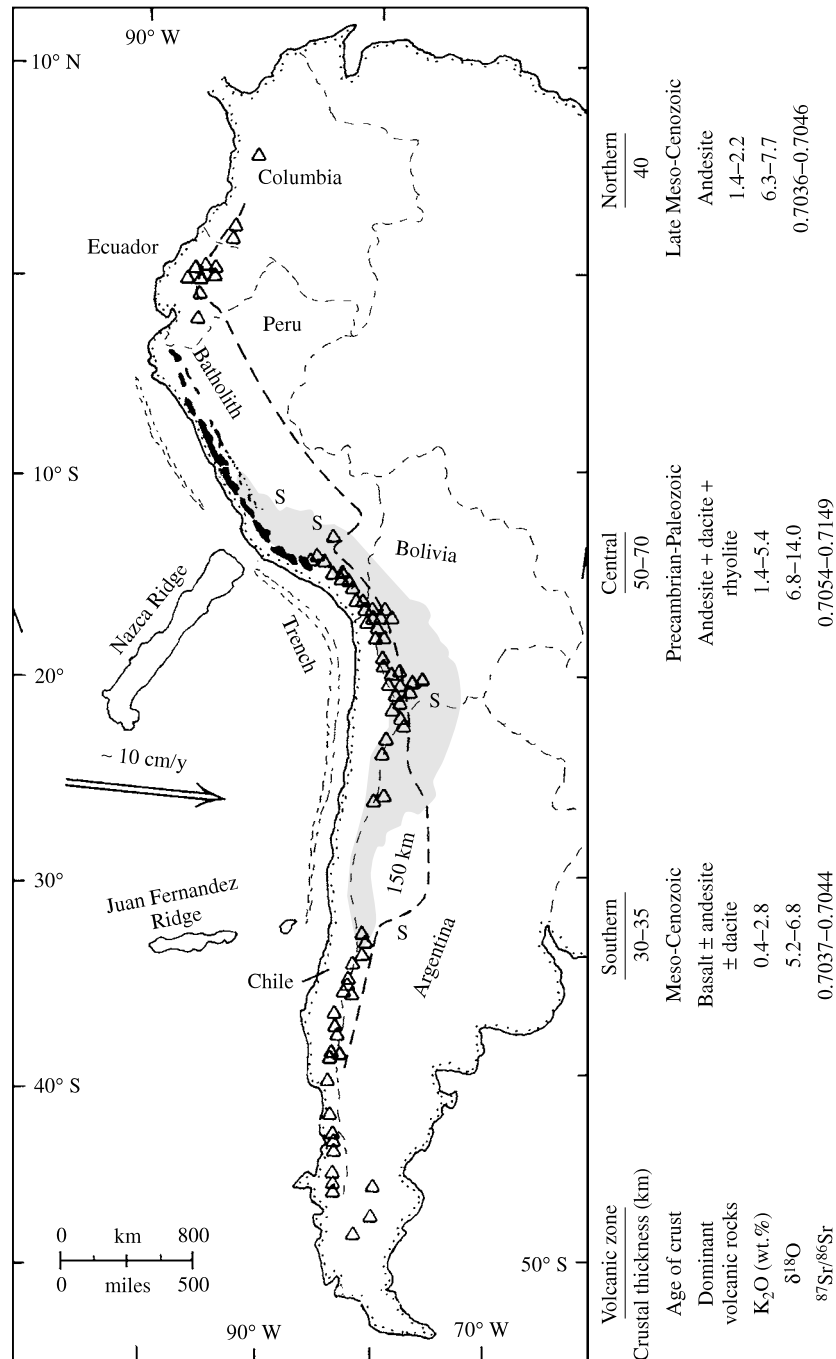 90° W
10° N
Columbia
Ecuador
Peru
Batholith
10° S
S
S
Bolivia
Nazca Ridge
Trench
20°
S
~ 10 cm/y
150 km
30°
Juan Fernandez
Ridge
S
Argentina
Chile
40° S
0 km 800
0 miles 500
50° S
90° W
70° W
Volcanic zone
Crustal thickness (km)
Age of crust
Dominant
volcanic rocks
K₂O (wt.%)
δ¹⁸O
⁸⁷Sr/⁸⁶Sr
Southern
30–35
Meso-Cenozoic
Basalt ± andesite
± dacite
0.4–2.8
5.2–6.8
0.7037–0.7044
Central
50–70
Precambrian-Paleozoic
Andesite + dacite +
rhyolite
1.4–5.4
6.8–14.0
0.7054–0.7149
Northern
40
Late Meso-Cenozoic
Andesite
1.4–2.2
6.3–7.7
0.7036–0.7046